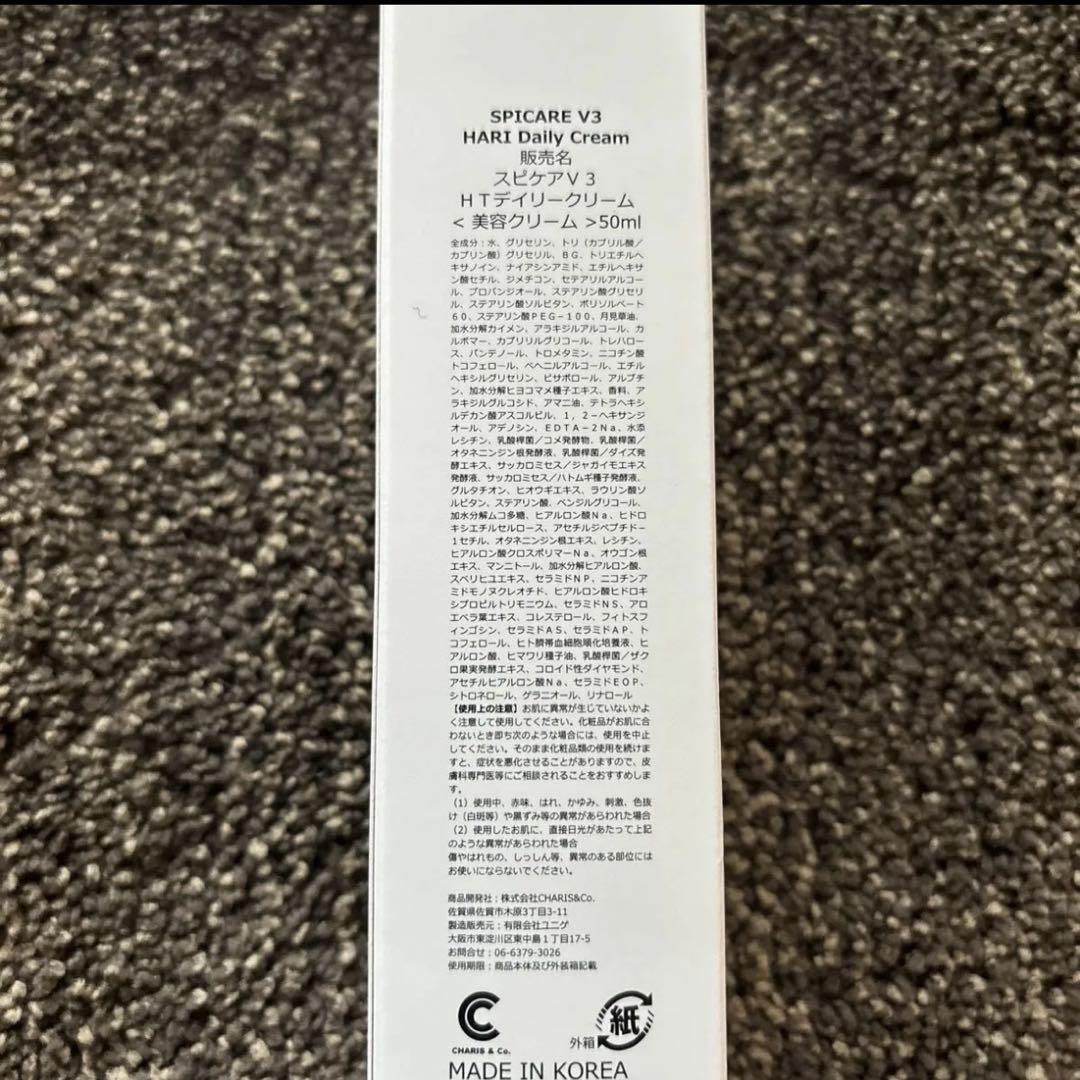 SPICARE V3
HARI Daily Cream
販売名
スピケアＶ３
ＨＴデイリークリーム
< 美容クリーム >50ml
全成分：水、グリセリン、トリ（カプリル酸／
カプリン酸）グリセリル、ＢＧ、トリエチルヘ
キサノイン、ナイアシンアミド、エチルヘキサ
ン酸セチル、ジメチコン、セテアリルアルコー
ル、プロパンジオール、ステアリン酸グリセリ
ル、ステアリン酸ソルビタン、ポリソルベート
６０、ステアリン酸ＰＥＧ－１００、月見草油、
加水分解カイメン、アラキジルアルコール、カ
ルボマー、カプリリルグリコール、トレハロー
ス、パンテノール、トロメタミン、ニコチン酸
トコフェロール、ベヘニルアルコール、エチル
ヘキシルグリセリン、ビサボロール、アルブチ
ン、加水分解ヒヨコマメ種子エキス、香料、ア
ラキジルグルコシド、アマニ油、テトラヘキシ
ルデカン酸アスコルビル、１，２－ヘキサンジ
オール、アデノシン、ＥＤＴＡ－２Ｎａ、水添
レシチン、乳酸桿菌／コメ発酵物、乳酸桿菌／
オタネニンジン根発酵液、乳酸桿菌／ダイズ発
酵エキス、サッカロミセス／ジャガイモエキス
発酵液、サッカロミセス／ハトムギ種子発酵液、
グルタチオン、ヒオウギエキス、ラウリン酸ソ
ルビタン、ステアリン酸、ベンジルグリコール、
加水分解ムコ多糖、ヒアルロン酸Ｎａ、ヒドロ
キシエチルセルロース、アセチルジペプチド－
１セチル、オタネニンジン根エキス、レシチン、
ヒアルロン酸クロスポリマーＮａ、オウゴン根
エキス、マンニトール、加水分解ヒアルロン酸、
スベリヒユエキス、セラミドＮＰ、ニコチンア
ミドモノヌクレオチド、ヒアルロン酸ヒドロキ
シプロピルトリモニウム、セラミドＮＳ、アロ
エベラ葉エキス、コレステロール、フィトスフ
ィンゴシン、セラミドＡＳ、セラミドＡＰ、ト
コフェロール、ヒト臍帯血細胞順化培養液、ヒ
アルロン酸、ヒマワリ種子油、乳酸桿菌／ザク
ロ果実発酵エキス、コロイド性ダイヤモンド、
アセチルヒアルロン酸Ｎａ、セラミドＥＯＰ、
シトロネロール、ゲラニオール、リナロール
【使用上の注意】お肌に異常が生じていないかよ
く注意して使用してください。化粧品がお肌に合
わないとき即ち次のような場合には、使用を中止
してください。そのまま化粧品類の使用を続けま
すと、症状を悪化させることがありますので、皮
膚科専門医等にご相談されることをおすすめしま
す。
（1）使用中、赤味、はれ、かゆみ、刺激、色抜
け（白斑等）や黒ずみ等の異常があらわれた場合
（2）使用したお肌に、直接日光があたって上記
のような異常があらわれた場合
傷やはれもの、しっしん等、異常のある部位には
お使いにならないでください。
商品開発社：株式会社CHARIS&Co.
佐賀県佐賀市木原3丁目3-11
製造販売元：有限会社ユニゲ
大阪市東淀川区東中島１丁目17-5
お問合せ：06-6379-3026
使用期限：商品本体及び外装箱記載
CHARIS & Co.
外箱 紙
MADE IN KOREA